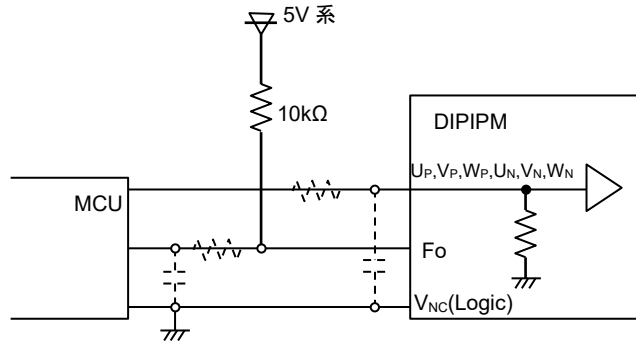 5V 系
10kΩ
DIPIPM
UP,VP,WP,UN,VN,WN
MCU
Fo
VNC(Logic)